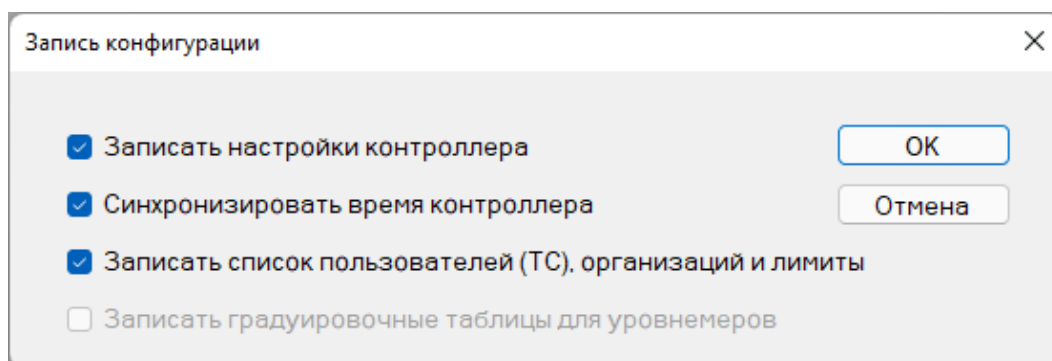 Запись конфигурации
Записать настройки контроллера
OK
Синхронизировать время контроллера
Отмена
Записать список пользователей (ТС), организаций и лимиты
Записать градуировочные таблицы для уровнемеров